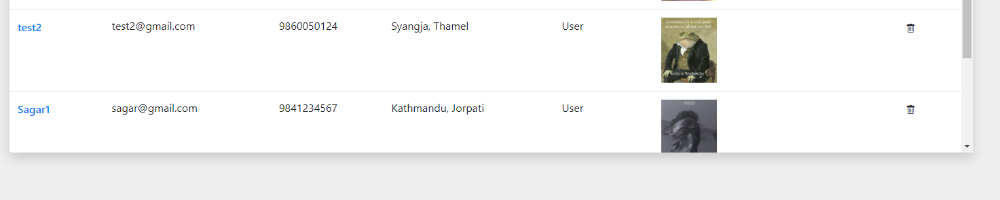 test2 test2@gmail.com 9860050124 Syangja, Thamel User
Gentlemen, it is with great
pleasure to inform you that
today is Wednesday
Sagar1 sagar@gmail.com 9841234567 Kathmandu, Jorpati User